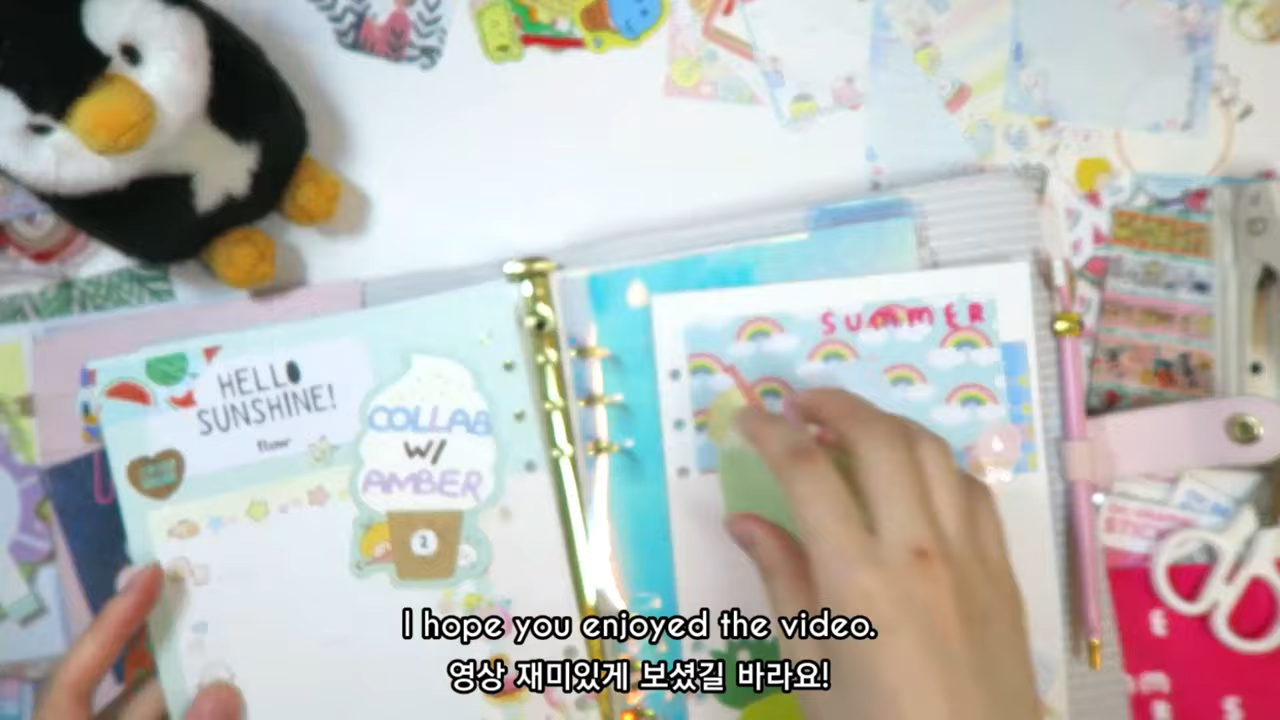 SUMMER
HELLO
SUNSHINE!
COLLAB
W/
AMBER
2
I hope you enjoyed the video.
영상 재미있게 보셨길 바라요!